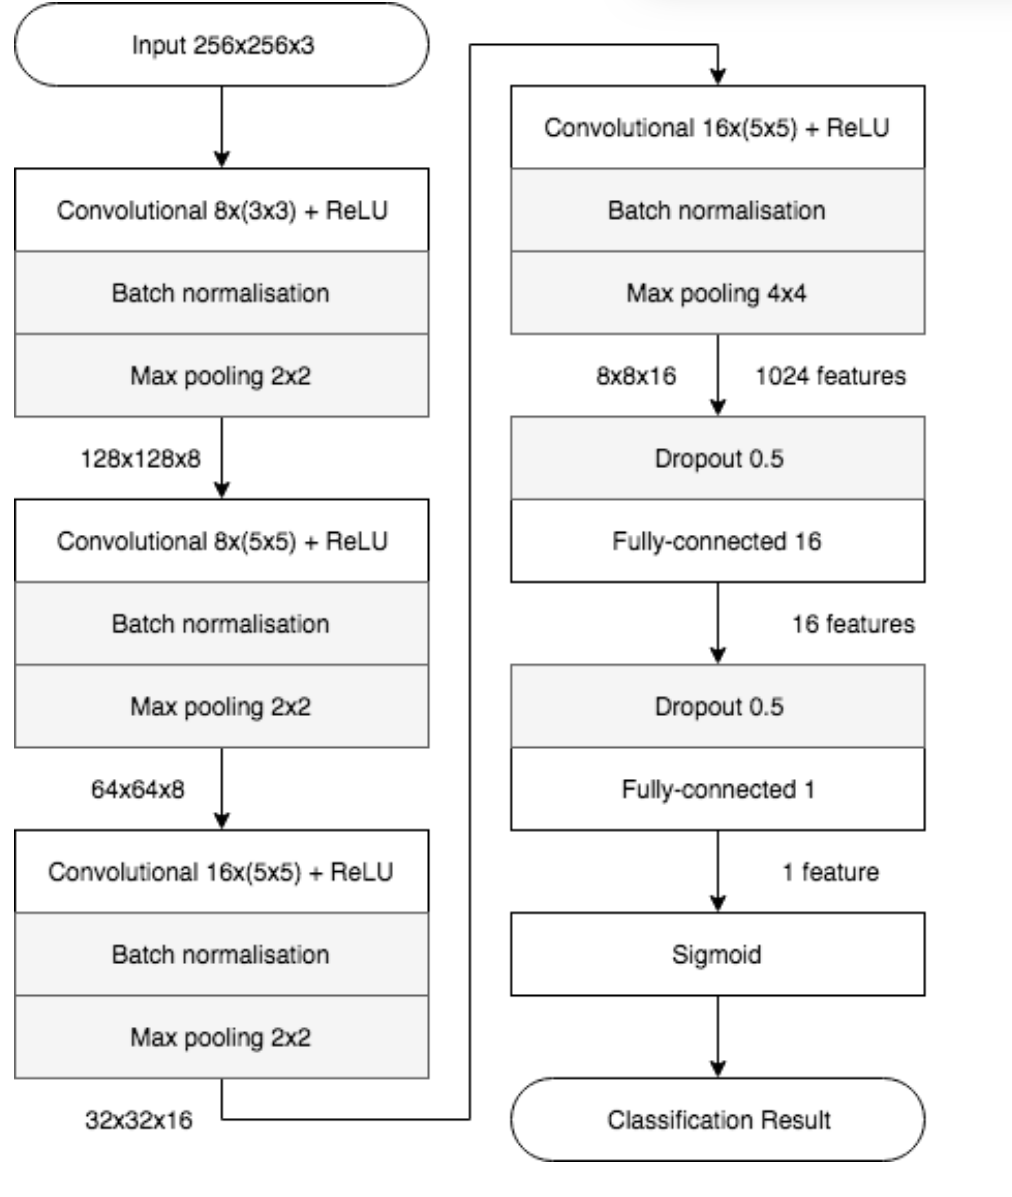 Input 256x256x3
Convolutional 8x(3x3) + ReLU
Batch normalisation
Max pooling 2x2
128x128x8
Convolutional 8x(5x5) + ReLU
Batch normalisation
Max pooling 2x2
64x64x8
Convolutional 16x(5x5) + ReLU
Batch normalisation
Max pooling 2x2
32x32x16
Convolutional 16x(5x5) + ReLU
Batch normalisation
Max pooling 4x4
8x8x16 1024 features
Dropout 0.5
Fully-connected 16
16 features
Dropout 0.5
Fully-connected 1
1 feature
Sigmoid
Classification Result